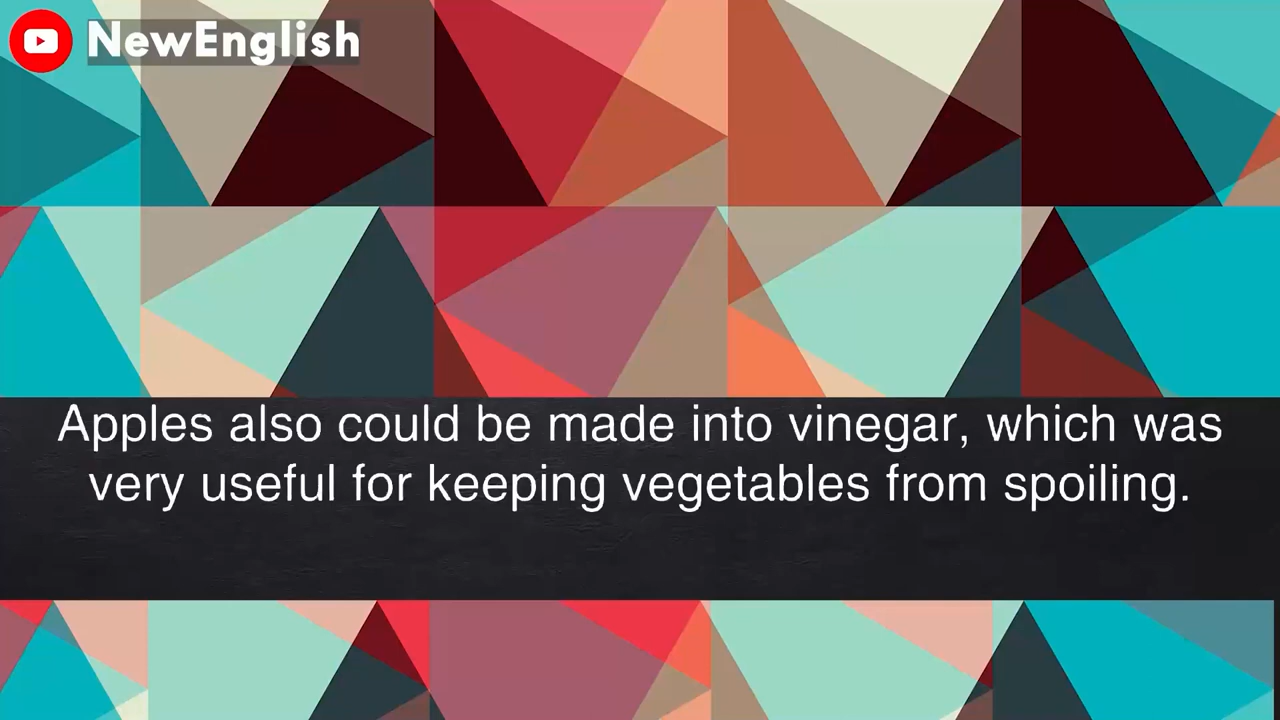 NewEnglish
Apples also could be made into vinegar, which was
very useful for keeping vegetables from spoiling.